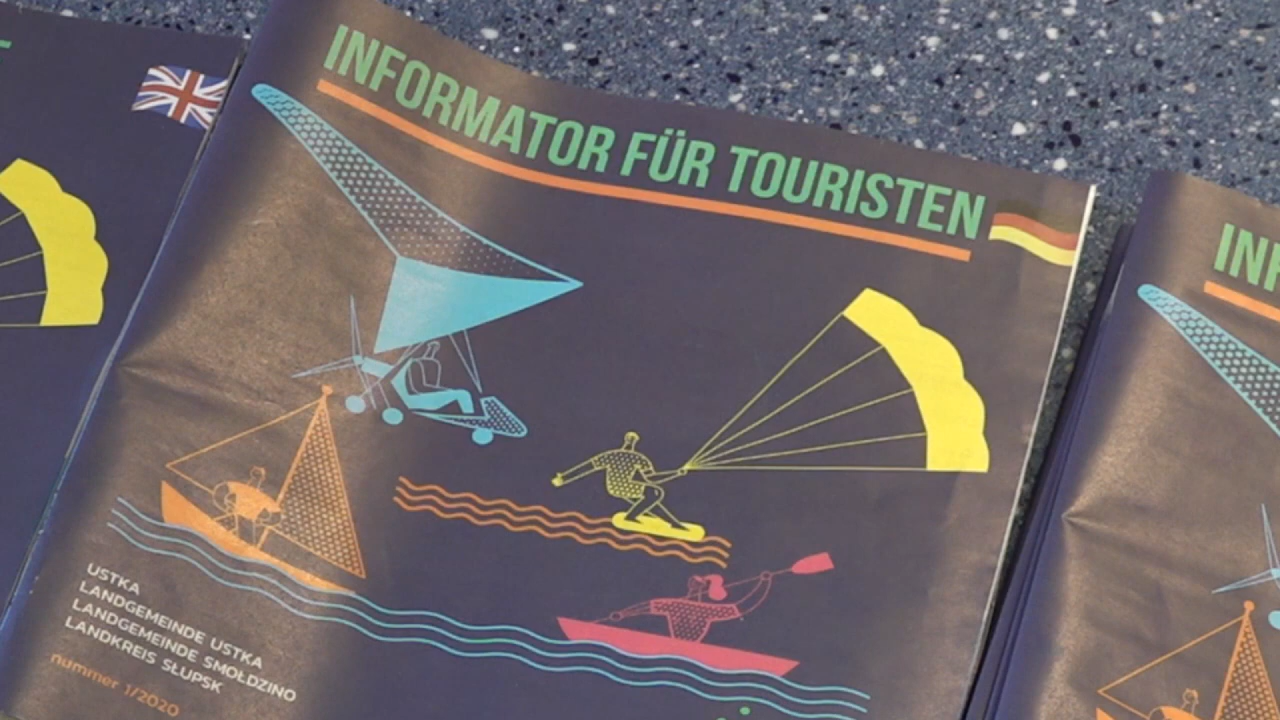 INFORMATOR FÜR TOURISTEN
USTKA
LANDGEMEINDE USTKA
LANDGEMEINDE SMOŁDZINO
LANDKREIS SŁUPSK
nummer 1/2020